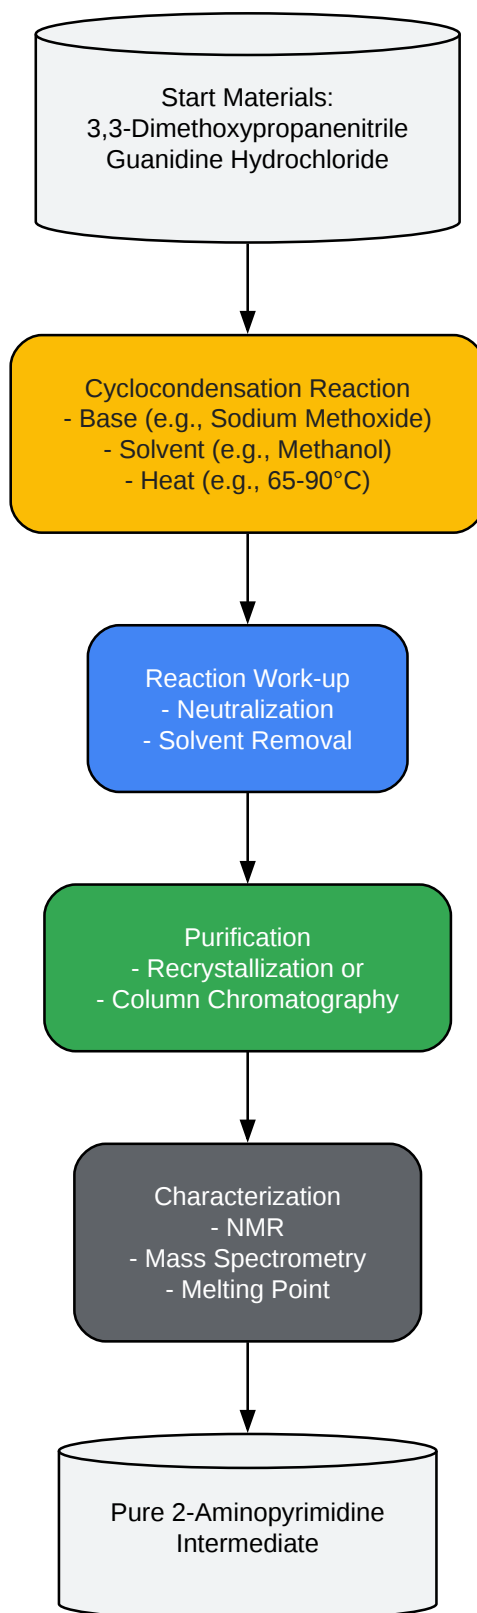 Start Materials:
3,3-Dimethoxypropanenitrile
Guanidine Hydrochloride
Cyclocondensation Reaction
- Base (e.g., Sodium Methoxide)
- Solvent (e.g., Methanol)
- Heat (e.g., 65-90°C)
Reaction Work-up
- Neutralization
- Solvent Removal
Purification
- Recrystallization or
- Column Chromatography
Characterization
- NMR
- Mass Spectrometry
- Melting Point
Pure 2-Aminopyrimidine
Intermediate